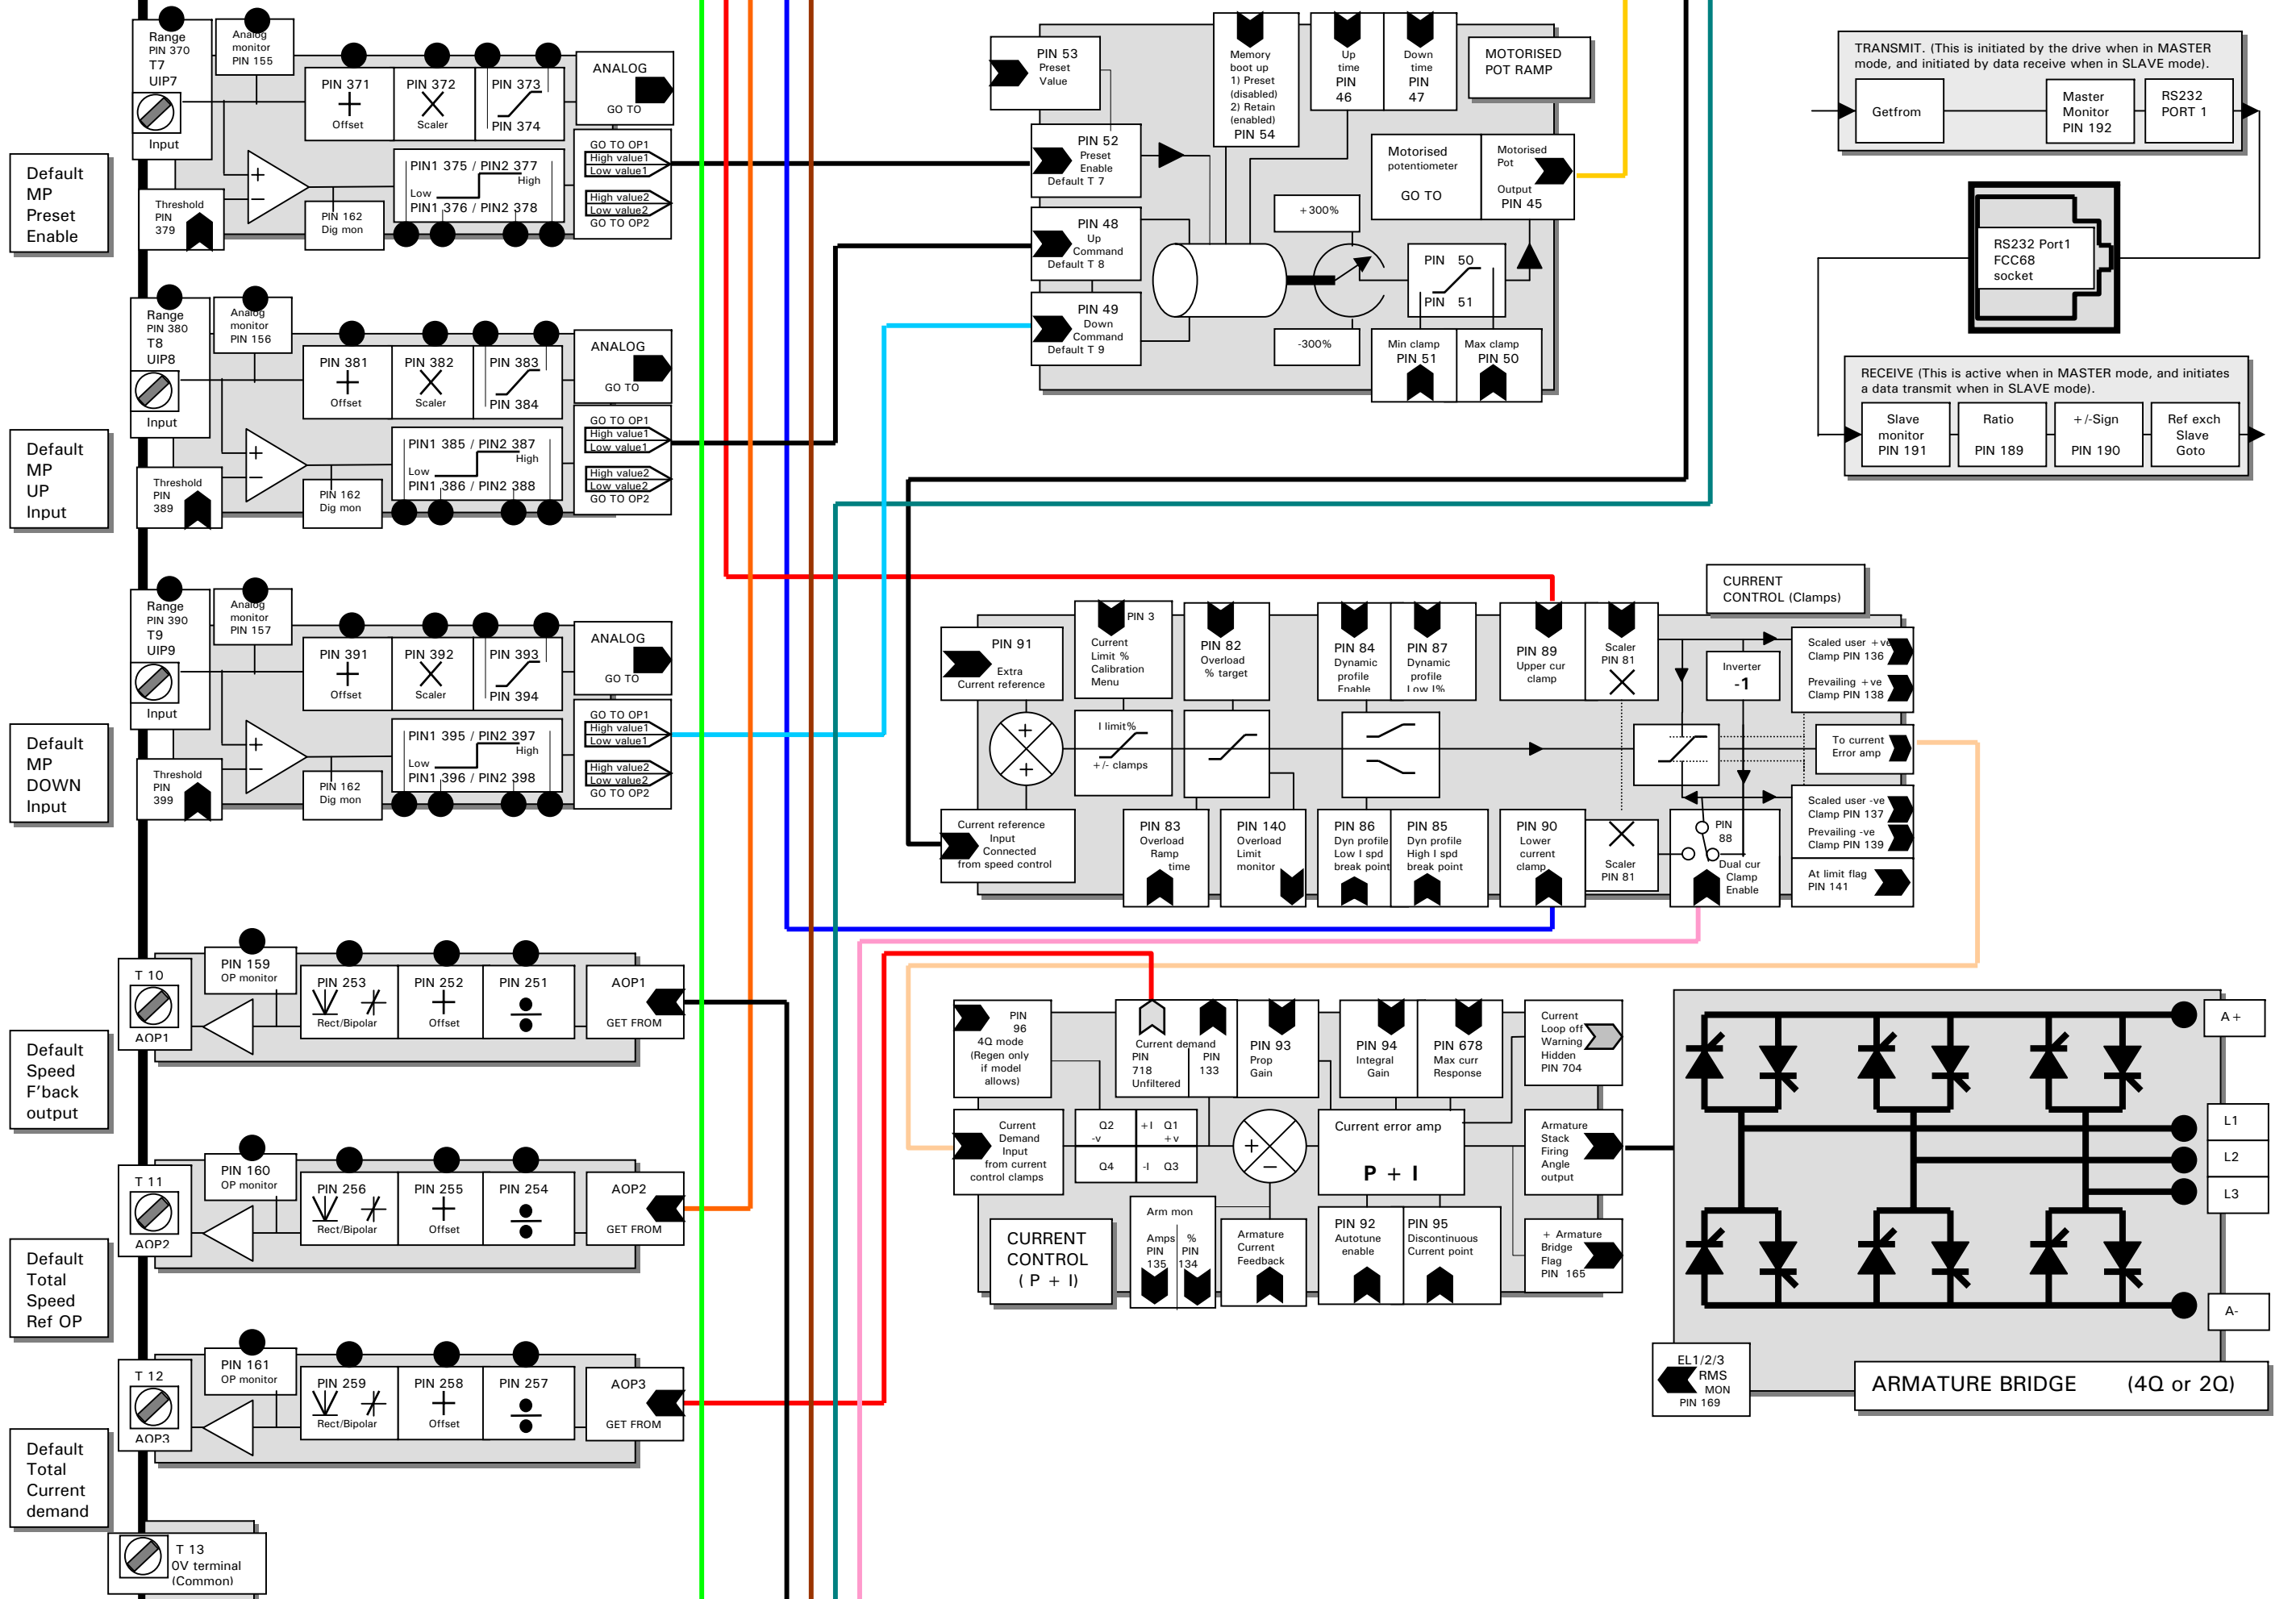 Default
MP
Preset
Enable
Range
PIN 370
T7
UIP7
Input
Analog
monitor
PIN 155
PIN 371
Offset
PIN 372
Scaler
PIN 373
PIN 374
ANALOG
GO TO
Threshold
PIN
379
+
−
PIN 162
Dig mon
PIN1 375 / PIN2 377
High
Low
PIN1 376 / PIN2 378
GO TO OP1
High value1
Low value1
High value2
Low value2
GO TO OP2
Default
MP
UP
Input
Range
PIN 380
T8
UIP8
Input
Analog
monitor
PIN 156
PIN 381
Offset
PIN 382
Scaler
PIN 383
PIN 384
ANALOG
GO TO
Threshold
PIN
389
+
−
PIN 162
Dig mon
PIN1 385 / PIN2 387
High
Low
PIN1 386 / PIN2 388
GO TO OP1
High value1
Low value1
High value2
Low value2
GO TO OP2
Default
MP
DOWN
Input
Range
PIN 390
T9
UIP9
Input
Analog
monitor
PIN 157
PIN 391
Offset
PIN 392
Scaler
PIN 393
PIN 394
ANALOG
GO TO
Threshold
PIN
399
+
−
PIN 162
Dig mon
PIN1 395 / PIN2 397
High
Low
PIN1 396 / PIN2 398
GO TO OP1
High value1
Low value1
High value2
Low value2
GO TO OP2
Default
Speed
F'back
output
T 10
AOP1
PIN 159
OP monitor
PIN 253
Rect/Bipolar
PIN 252
Offset
PIN 251
AOP1
GET FROM
Default
Total
Speed
Ref OP
T 11
AOP2
PIN 160
OP monitor
PIN 256
Rect/Bipolar
PIN 255
Offset
PIN 254
AOP2
GET FROM
Default
Total
Current
demand
T 12
AOP3
PIN 161
OP monitor
PIN 259
Rect/Bipolar
PIN 258
Offset
PIN 257
AOP3
GET FROM
T 13
0V terminal
(Common)
PIN 53
Preset
Value
Memory
boot up
1) Preset
(disabled)
2) Retain
(enabled)
PIN 54
Up
time
PIN
46
Down
time
PIN
47
MOTORISED
POT RAMP
PIN 52
Preset
Enable
Default T 7
PIN 48
Up
Command
Default T 8
PIN 49
Down
Command
Default T 9
+300%
-300%
Motorised
potentiometer
GO TO
Motorised
Pot
Output
PIN 45
PIN 50
PIN 51
Min clamp
PIN 51
Max clamp
PIN 50
TRANSMIT. (This is initiated by the drive when in MASTER
mode, and initiated by data receive when in SLAVE mode).
Getfrom
Master
Monitor
PIN 192
RS232
PORT 1
RS232 Port1
FCC68
socket
RECEIVE (This is active when in MASTER mode, and initiates
a data transmit when in SLAVE mode).
Slave
monitor
PIN 191
Ratio
PIN 189
+/-Sign
PIN 190
Ref exch
Slave
Goto
CURRENT
CONTROL (Clamps)
PIN 91
Extra
Current reference
PIN 3
Current
Limit %
Calibration
Menu
PIN 82
Overload
% target
PIN 84
Dynamic
profile
Enable
PIN 87
Dynamic
profile
Low I%
PIN 89
Upper cur
clamp
Scaler
PIN 81
Inverter
-1
Scaled user +ve
Clamp PIN 136
Prevailing +ve
Clamp PIN 138
+
+
I limit%
+/- clamps
To current
Error amp
Current reference
Input
Connected
from speed control
PIN 83
Overload
Ramp
time
PIN 140
Overload
Limit
monitor
PIN 86
Dyn profile
Low I spd
break point
PIN 85
Dyn profile
High I spd
break point
PIN 90
Lower
current
clamp
Scaler
PIN 81
PIN
88
Dual cur
Clamp
Enable
Scaled user -ve
Clamp PIN 137
Prevailing -ve
Clamp PIN 139
At limit flag
PIN 141
PIN
96
4Q mode
(Regen only
if model
allows)
Current demand
PIN
718
Unfiltered
PIN
133
PIN 93
Prop
Gain
PIN 94
Integral
Gain
PIN 678
Max curr
Response
Current
Loop off
Warning
Hidden
PIN 704
Current
Demand
Input
from current
control clamps
Q2
-v
+I Q1
+v
Q4
-I Q3
+
−
Current error amp
P + I
Armature
Stack
Firing
Angle
output
CURRENT
CONTROL
( P + I)
Arm mon
Amps
PIN
135
%
PIN
134
Armature
Current
Feedback
PIN 92
Autotune
enable
PIN 95
Discontinuous
Current point
+ Armature
Bridge
Flag
PIN 165
A+
L1
L2
L3
A-
EL1/2/3
RMS
MON
PIN 169
ARMATURE BRIDGE (4Q or 2Q)